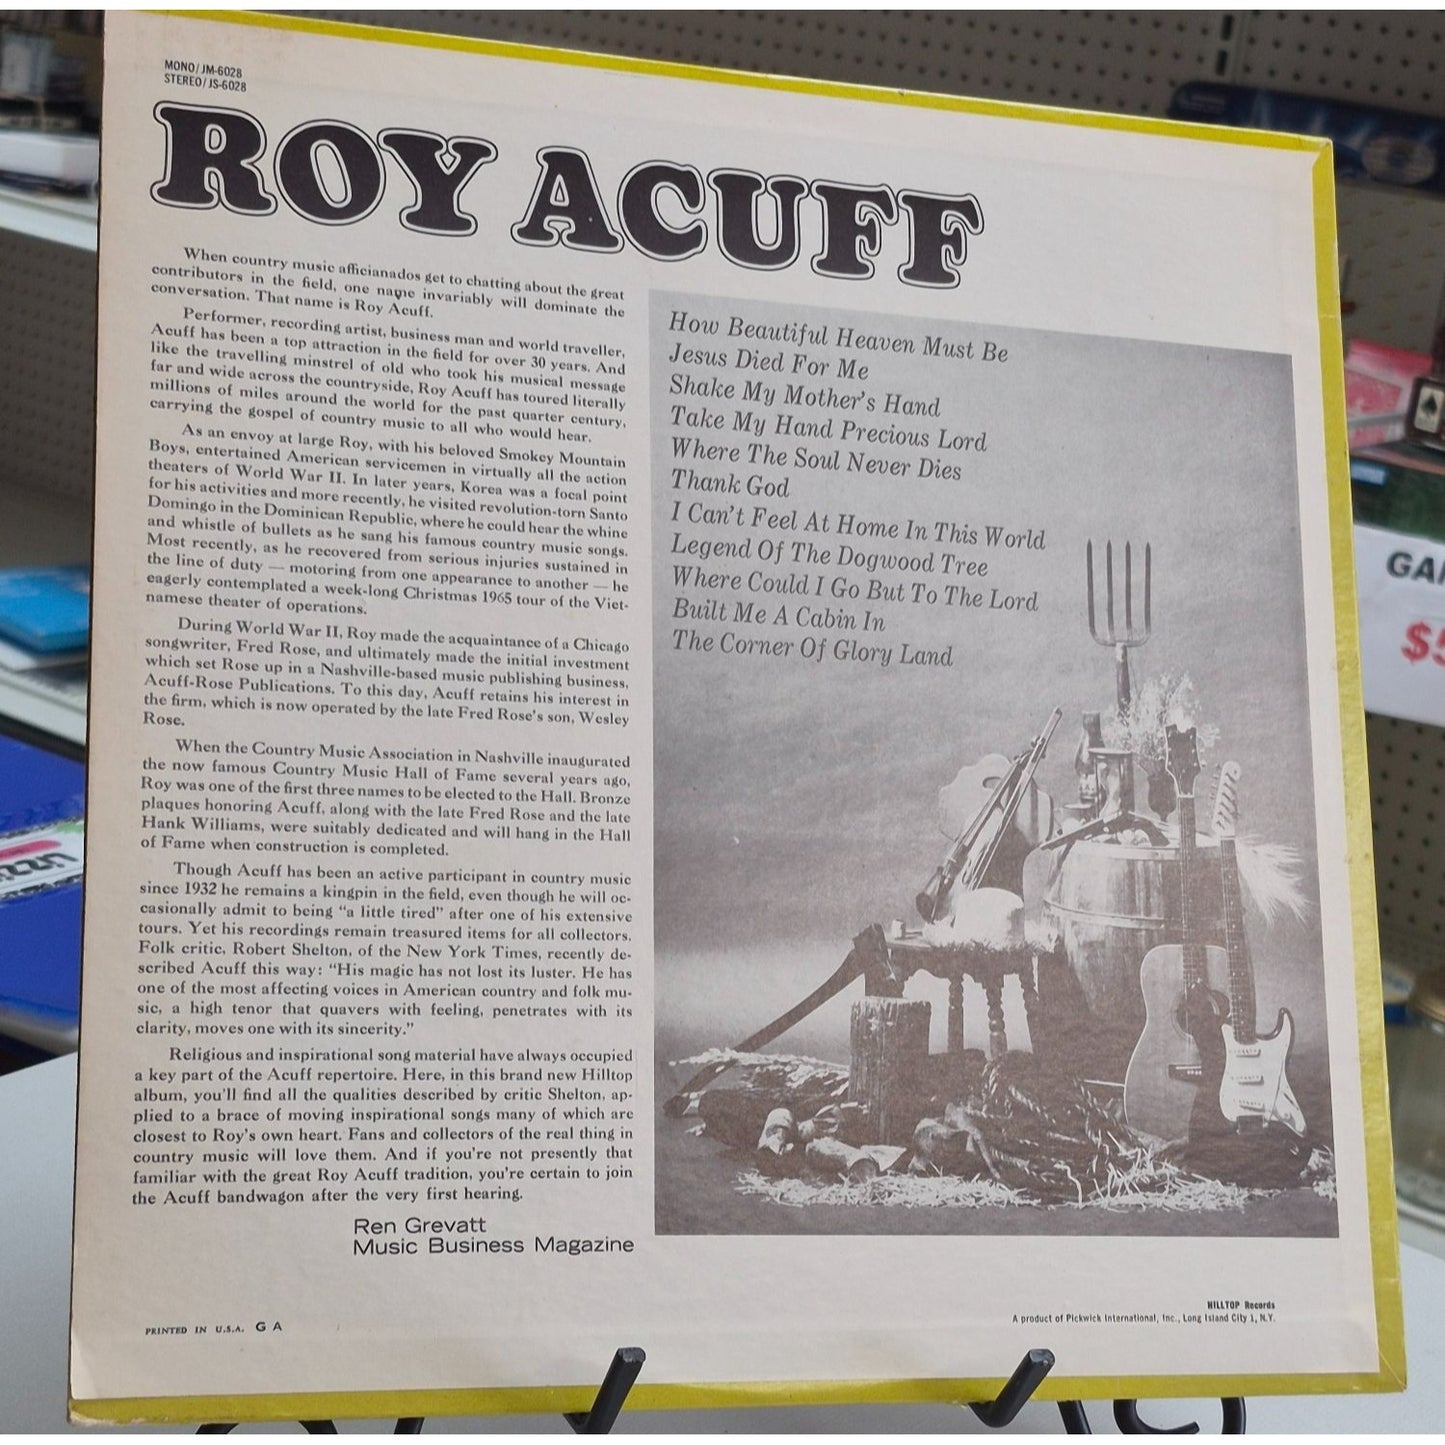 MONO/JM-6028
STEREO/JS-6028
ROY ACUFF
When country music afficianados get to chatting about the great
contributors in the field, one name invariably will dominate the
conversation. That name is Roy Acuff.
Performer, recording artist, business man and world traveller,
Acuff has been a top attraction in the field for over 30 years. And
like the travelling minstrel of old who took his musical message
far and wide across the countryside, Roy Acuff has toured literally
millions of miles around the world for the past quarter century,
carrying the gospel of country music to all who would hear.
As an envoy at large Roy, with his beloved Smokey Mountain
Boys, entertained American servicemen in virtually all the action
theaters of World War II. In later years, Korea was a focal point
for his activities and more recently, he visited revolution-torn Santo
Domingo in the Dominican Republic, where he could hear the whine
and whistle of bullets as he sang his famous country music songs.
Most recently, as he recovered from serious injuries sustained in
the line of duty — motoring from one appearance to another — he
eagerly contemplated a week-long Christmas 1965 tour of the Viet-
namese theater of operations.
During World War II, Roy made the acquaintance of a Chicago
songwriter, Fred Rose, and ultimately made the initial investment
which set Rose up in a Nashville-based music publishing business,
Acuff-Rose Publications. To this day, Acuff retains his interest in
the firm, which is now operated by the late Fred Rose's son, Wesley
Rose.
When the Country Music Association in Nashville inaugurated
the now famous Country Music Hall of Fame several years ago,
Roy was one of the first three names to be elected to the Hall. Bronze
plaques honoring Acuff, along with the late Fred Rose and the late
Hank Williams, were suitably dedicated and will hang in the Hall
of Fame when construction is completed.
Though Acuff has been an active participant in country music
since 1932 he remains a kingpin in the field, even though he will oc-
casionally admit to being “a little tired” after one of his extensive
tours. Yet his recordings remain treasured items for all collectors.
Folk critic, Robert Shelton, of the New York Times, recently de-
scribed Acuff this way: “His magic has not lost its luster. He has
one of the most affecting voices in American country and folk mu-
sic, a high tenor that quavers with feeling, penetrates with its
clarity, moves one with its sincerity.”
Religious and inspirational song material have always occupied
a key part of the Acuff repertoire. Here, in this brand new Hilltop
album, you'll find all the qualities described by critic Shelton, ap-
plied to a brace of moving inspirational songs many of which are
closest to Roy's own heart. Fans and collectors of the real thing in
country music will love them. And if you're not presently that
familiar with the great Roy Acuff tradition, you're certain to join
the Acuff bandwagon after the very first hearing.
Ren Grevatt
Music Business Magazine
How Beautiful Heaven Must Be
Jesus Died For Me
Shake My Mother's Hand
Take My Hand Precious Lord
Where The Soul Never Dies
Thank God
I Can't Feel At Home In This World
Legend Of The Dogwood Tree
Where Could I Go But To The Lord
Built Me A Cabin In
The Corner Of Glory Land
PRINTED IN U.S.A. G A
HILLTOP Records
A product of Pickwick International, Inc., Long Island City 1, N.Y.